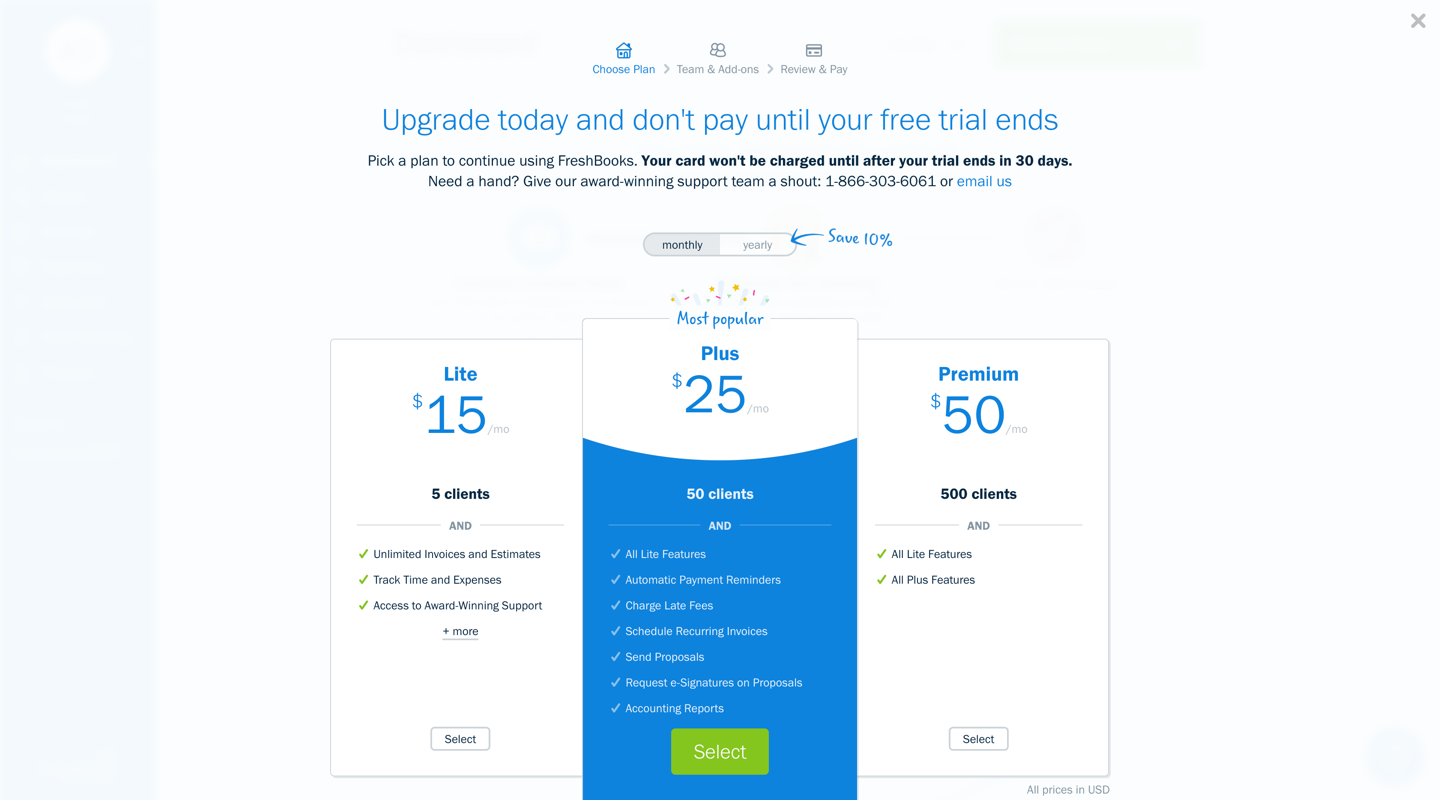 Choose Plan
Team & Add-ons
Review & Pay
Upgrade today and don't pay until your free trial ends
Pick a plan to continue using FreshBooks. Your card won't be charged until after your trial ends in 30 days.
Need a hand? Give our award-winning support team a shout: 1-866-303-6061 or email us
monthly
yearly
Save 10%
Lite
$15/mo
5 clients
AND
Unlimited Invoices and Estimates
Track Time and Expenses
Access to Award-Winning Support
+ more
Select
Most popular
Plus
$25/mo
50 clients
AND
All Lite Features
Automatic Payment Reminders
Charge Late Fees
Schedule Recurring Invoices
Send Proposals
Request e-Signatures on Proposals
Accounting Reports
Select
Premium
$50/mo
500 clients
AND
All Lite Features
All Plus Features
Select
All prices in USD